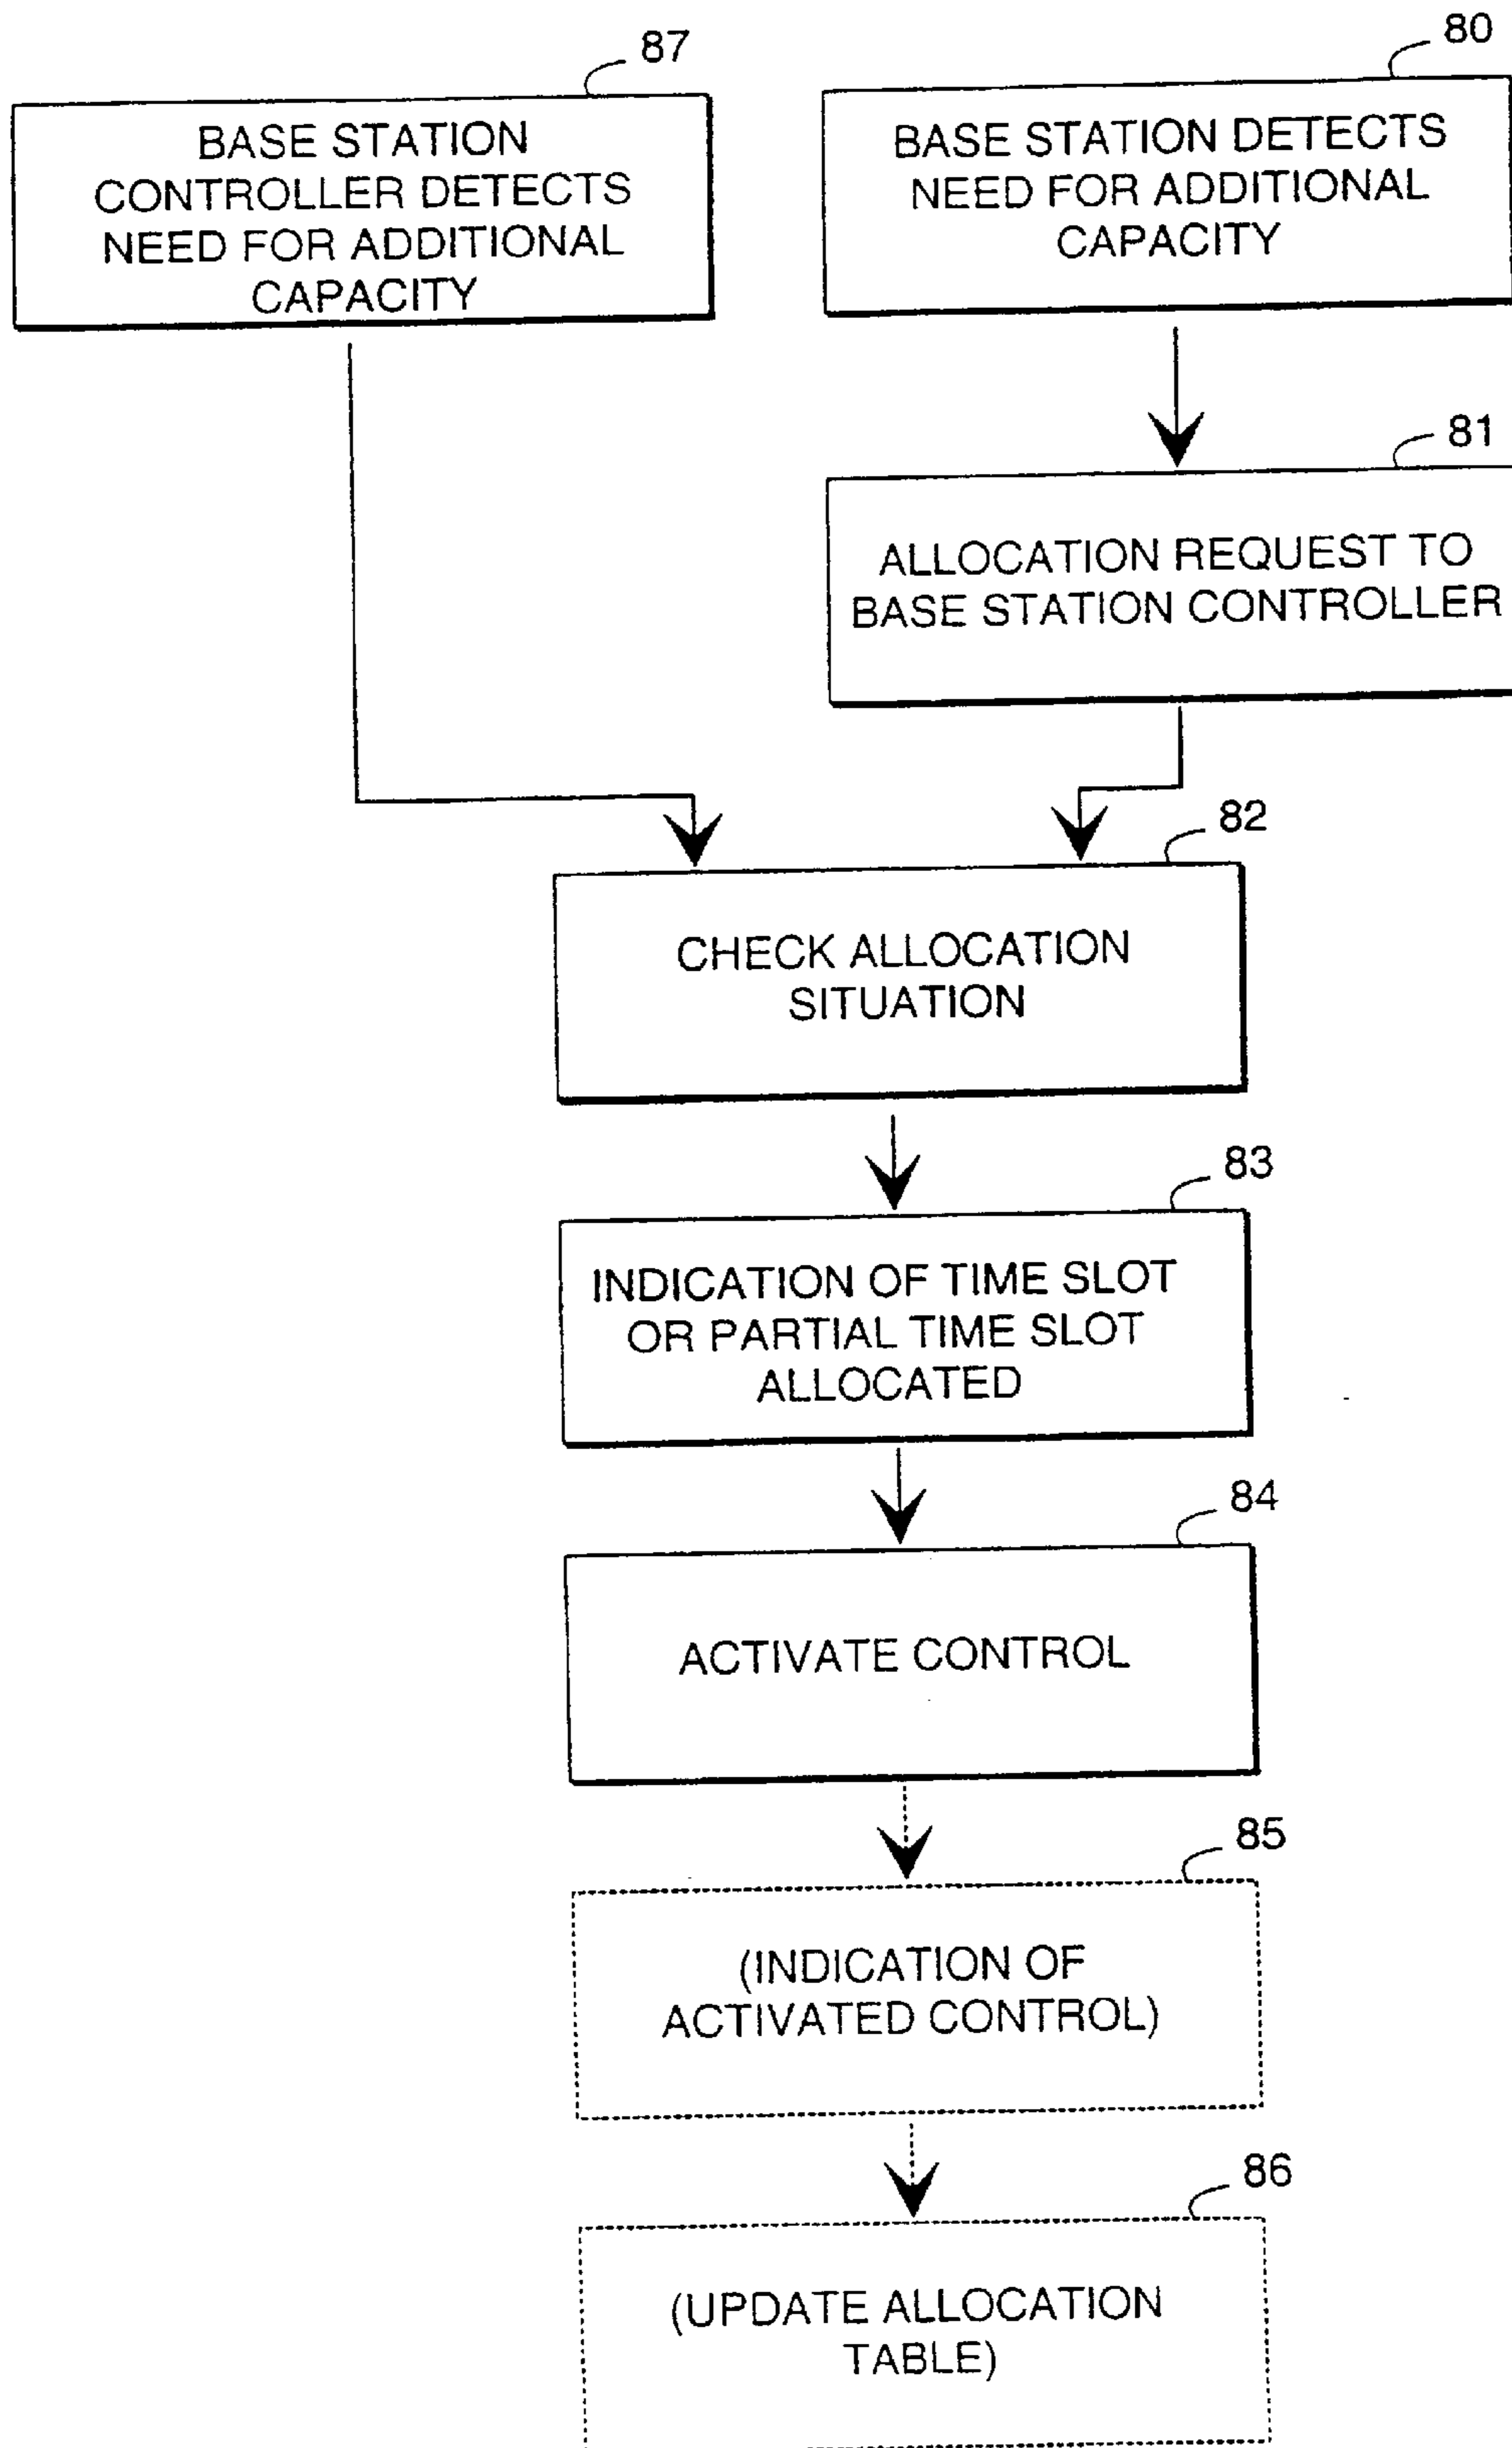 87
BASE STATION
CONTROLLER DETECTS
NEED FOR ADDITIONAL
CAPACITY
80
BASE STATION DETECTS
NEED FOR ADDITIONAL
CAPACITY
81
ALLOCATION REQUEST TO
BASE STATION CONTROLLER
82
CHECK ALLOCATION
SITUATION
83
INDICATION OF TIME SLOT
OR PARTIAL TIME SLOT
ALLOCATED
84
ACTIVATE CONTROL
85
(INDICATION OF
ACTIVATED CONTROL)
86
(UPDATE ALLOCATION
TABLE)